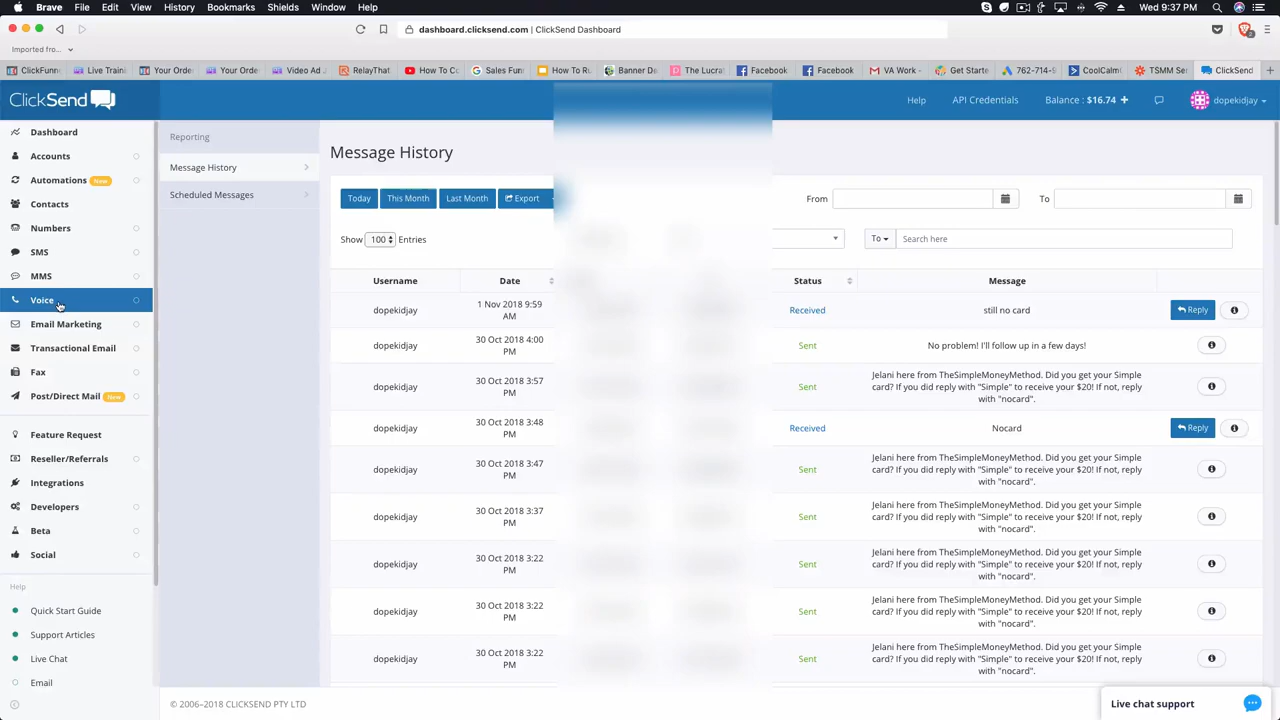 Brave File Edit View History Bookmarks Shields Window Help
Wed 9:37 PM
dashboard.clicksend.com | ClickSend Dashboard
Imported fro...
ClickFunne Live Traini Your Order Your Orde Video Ad J RelayThat How To Cr Sales Fun How To Ru Banner De The Lucrat Facebook Facebook VA Work - Get Starte 762-714-9 CoolCalm TSMM Ser ClickSend
ClickSend
Help API Credentials Balance : $16.74 dopekidjay
Dashboard
Accounts
Automations New
Contacts
Numbers
SMS
MMS
Voice
Email Marketing
Transactional Email
Fax
Post/Direct Mail New
Feature Request
Reseller/Referrals
Integrations
Developers
Beta
Social
Help
Quick Start Guide
Support Articles
Live Chat
Email
Reporting
Message History
Scheduled Messages
Message History
Today This Month Last Month Export
From To
Show 100 Entries
To Search here
Username Date Status Message
dopekidjay 1 Nov 2018 9:59 AM Received still no card Reply
dopekidjay 30 Oct 2018 4:00 PM Sent No problem! I'll follow up in a few days!
dopekidjay 30 Oct 2018 3:57 PM Sent Jelani here from TheSimpleMoneyMethod. Did you get your Simple card? If you did reply with "Simple" to receive your $20! If not, reply with "nocard".
dopekidjay 30 Oct 2018 3:48 PM Received Nocard Reply
dopekidjay 30 Oct 2018 3:47 PM Sent Jelani here from TheSimpleMoneyMethod. Did you get your Simple card? If you did reply with "Simple" to receive your $20! If not, reply with "nocard".
dopekidjay 30 Oct 2018 3:37 PM Sent Jelani here from TheSimpleMoneyMethod. Did you get your Simple card? If you did reply with "Simple" to receive your $20! If not, reply with "nocard".
dopekidjay 30 Oct 2018 3:22 PM Sent Jelani here from TheSimpleMoneyMethod. Did you get your Simple card? If you did reply with "Simple" to receive your $20! If not, reply with "nocard".
dopekidjay 30 Oct 2018 3:22 PM Sent Jelani here from TheSimpleMoneyMethod. Did you get your Simple card? If you did reply with "Simple" to receive your $20! If not, reply with "nocard".
dopekidjay 30 Oct 2018 3:22 PM Sent Jelani here from TheSimpleMoneyMethod. Did you get your Simple card? If you did reply with "Simple" to receive your $20! If not, reply with "nocard".
© 2006–2018 CLICKSEND PTY LTD
Live chat support